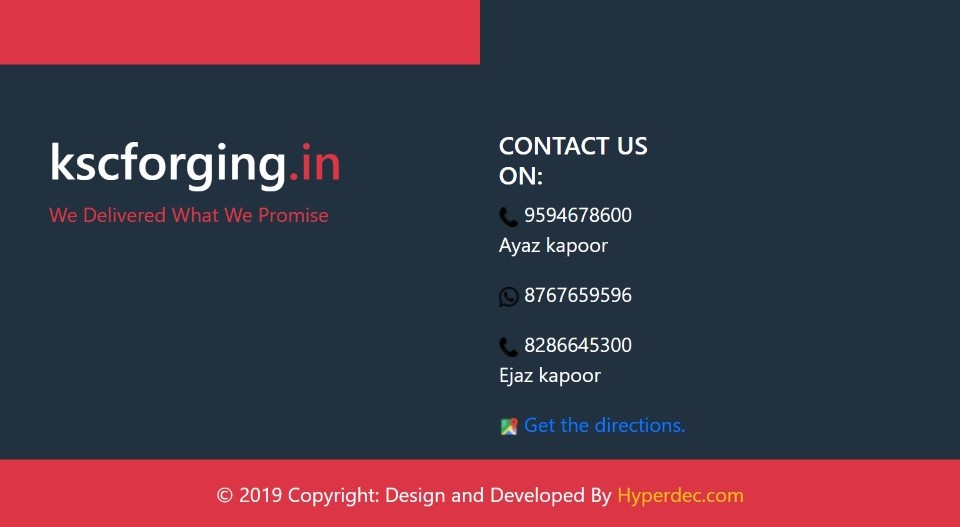 kscforging.in
We Delivered What We Promise
CONTACT US
ON:
9594678600
Ayaz kapoor
8767659596
8286645300
Ejaz kapoor
Get the directions.
© 2019 Copyright: Design and Developed By Hyperdec.com